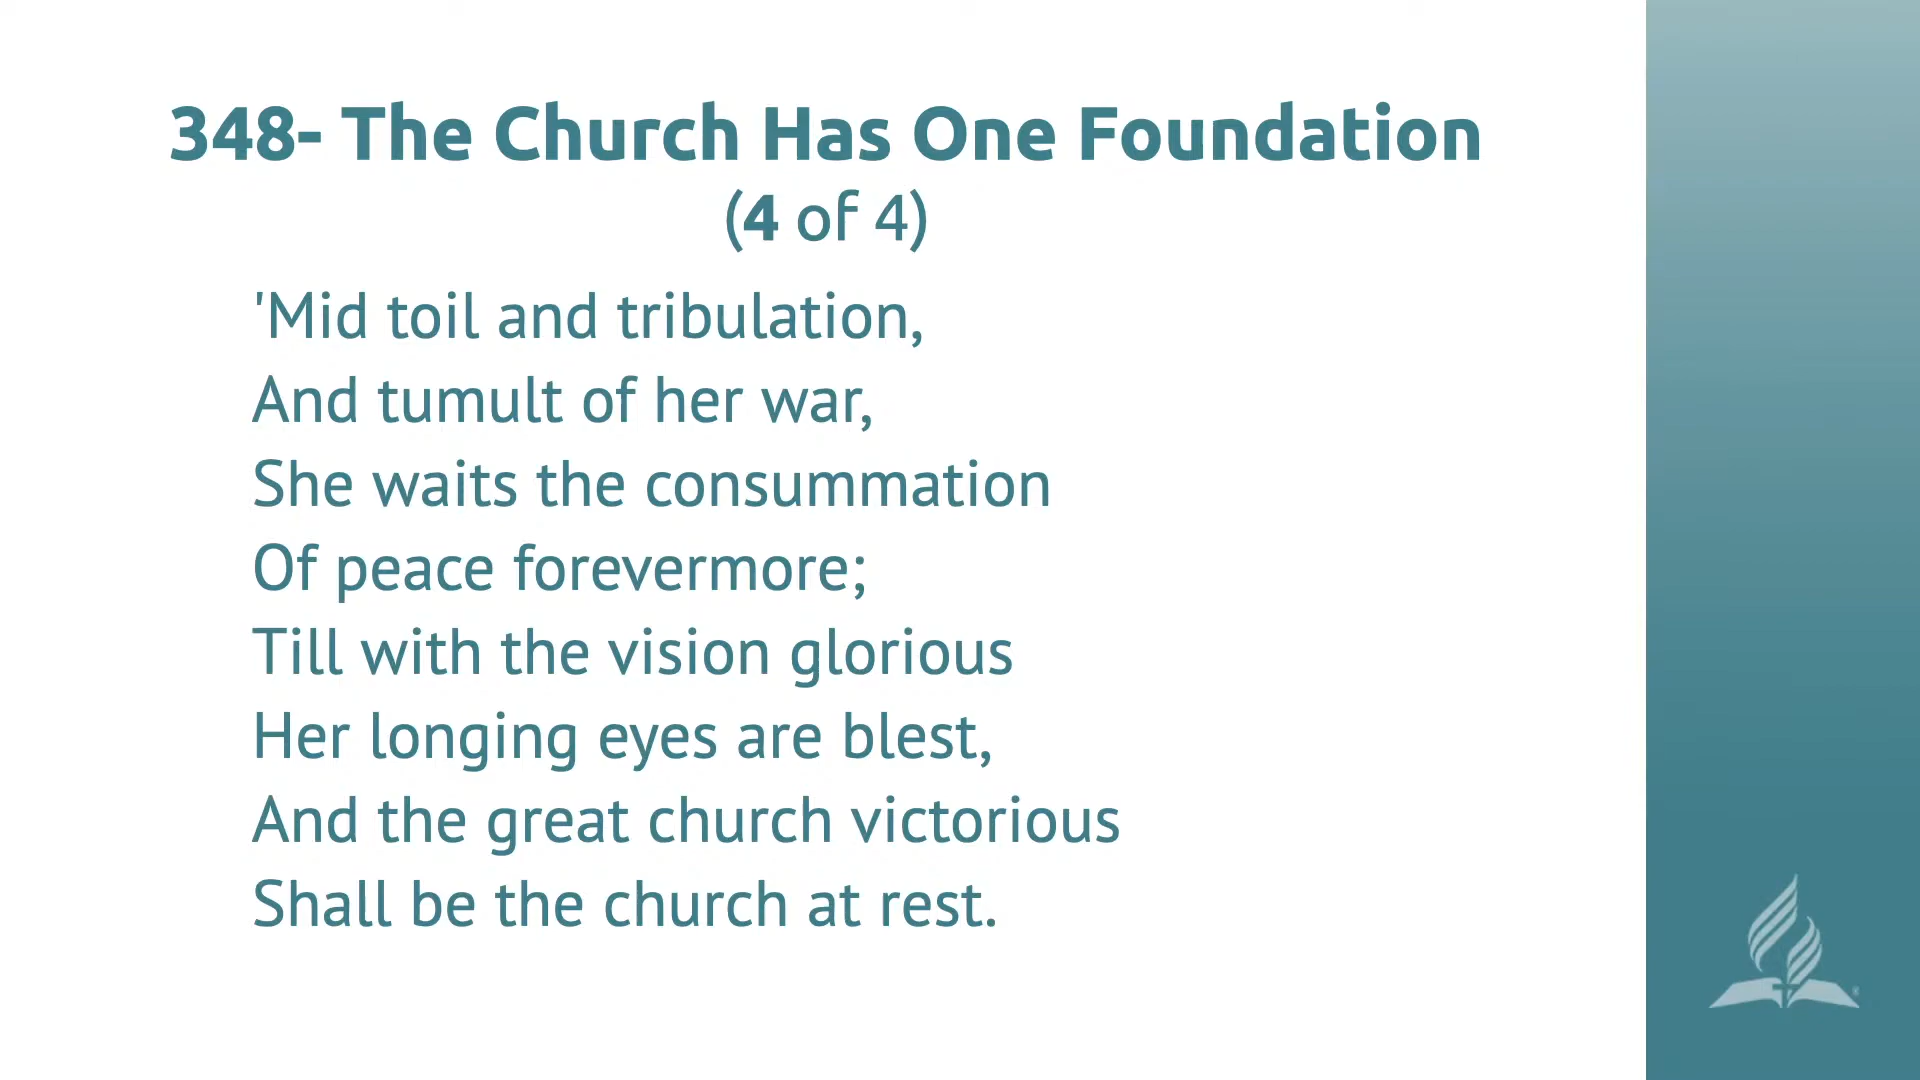 348- The Church Has One Foundation
(4 of 4)
'Mid toil and tribulation,
And tumult of her war,
She waits the consummation
Of peace forevermore;
Till with the vision glorious
Her longing eyes are blest,
And the great church victorious
Shall be the church at rest.